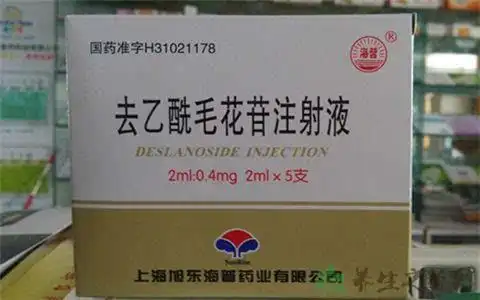 国药准字H31021178
海普
®
去乙酰毛花苷注射液
DESLANOSIDE INJECTION
2ml:0.4mg 2ml×5支
SunRise
上海旭东海普药业有限公司